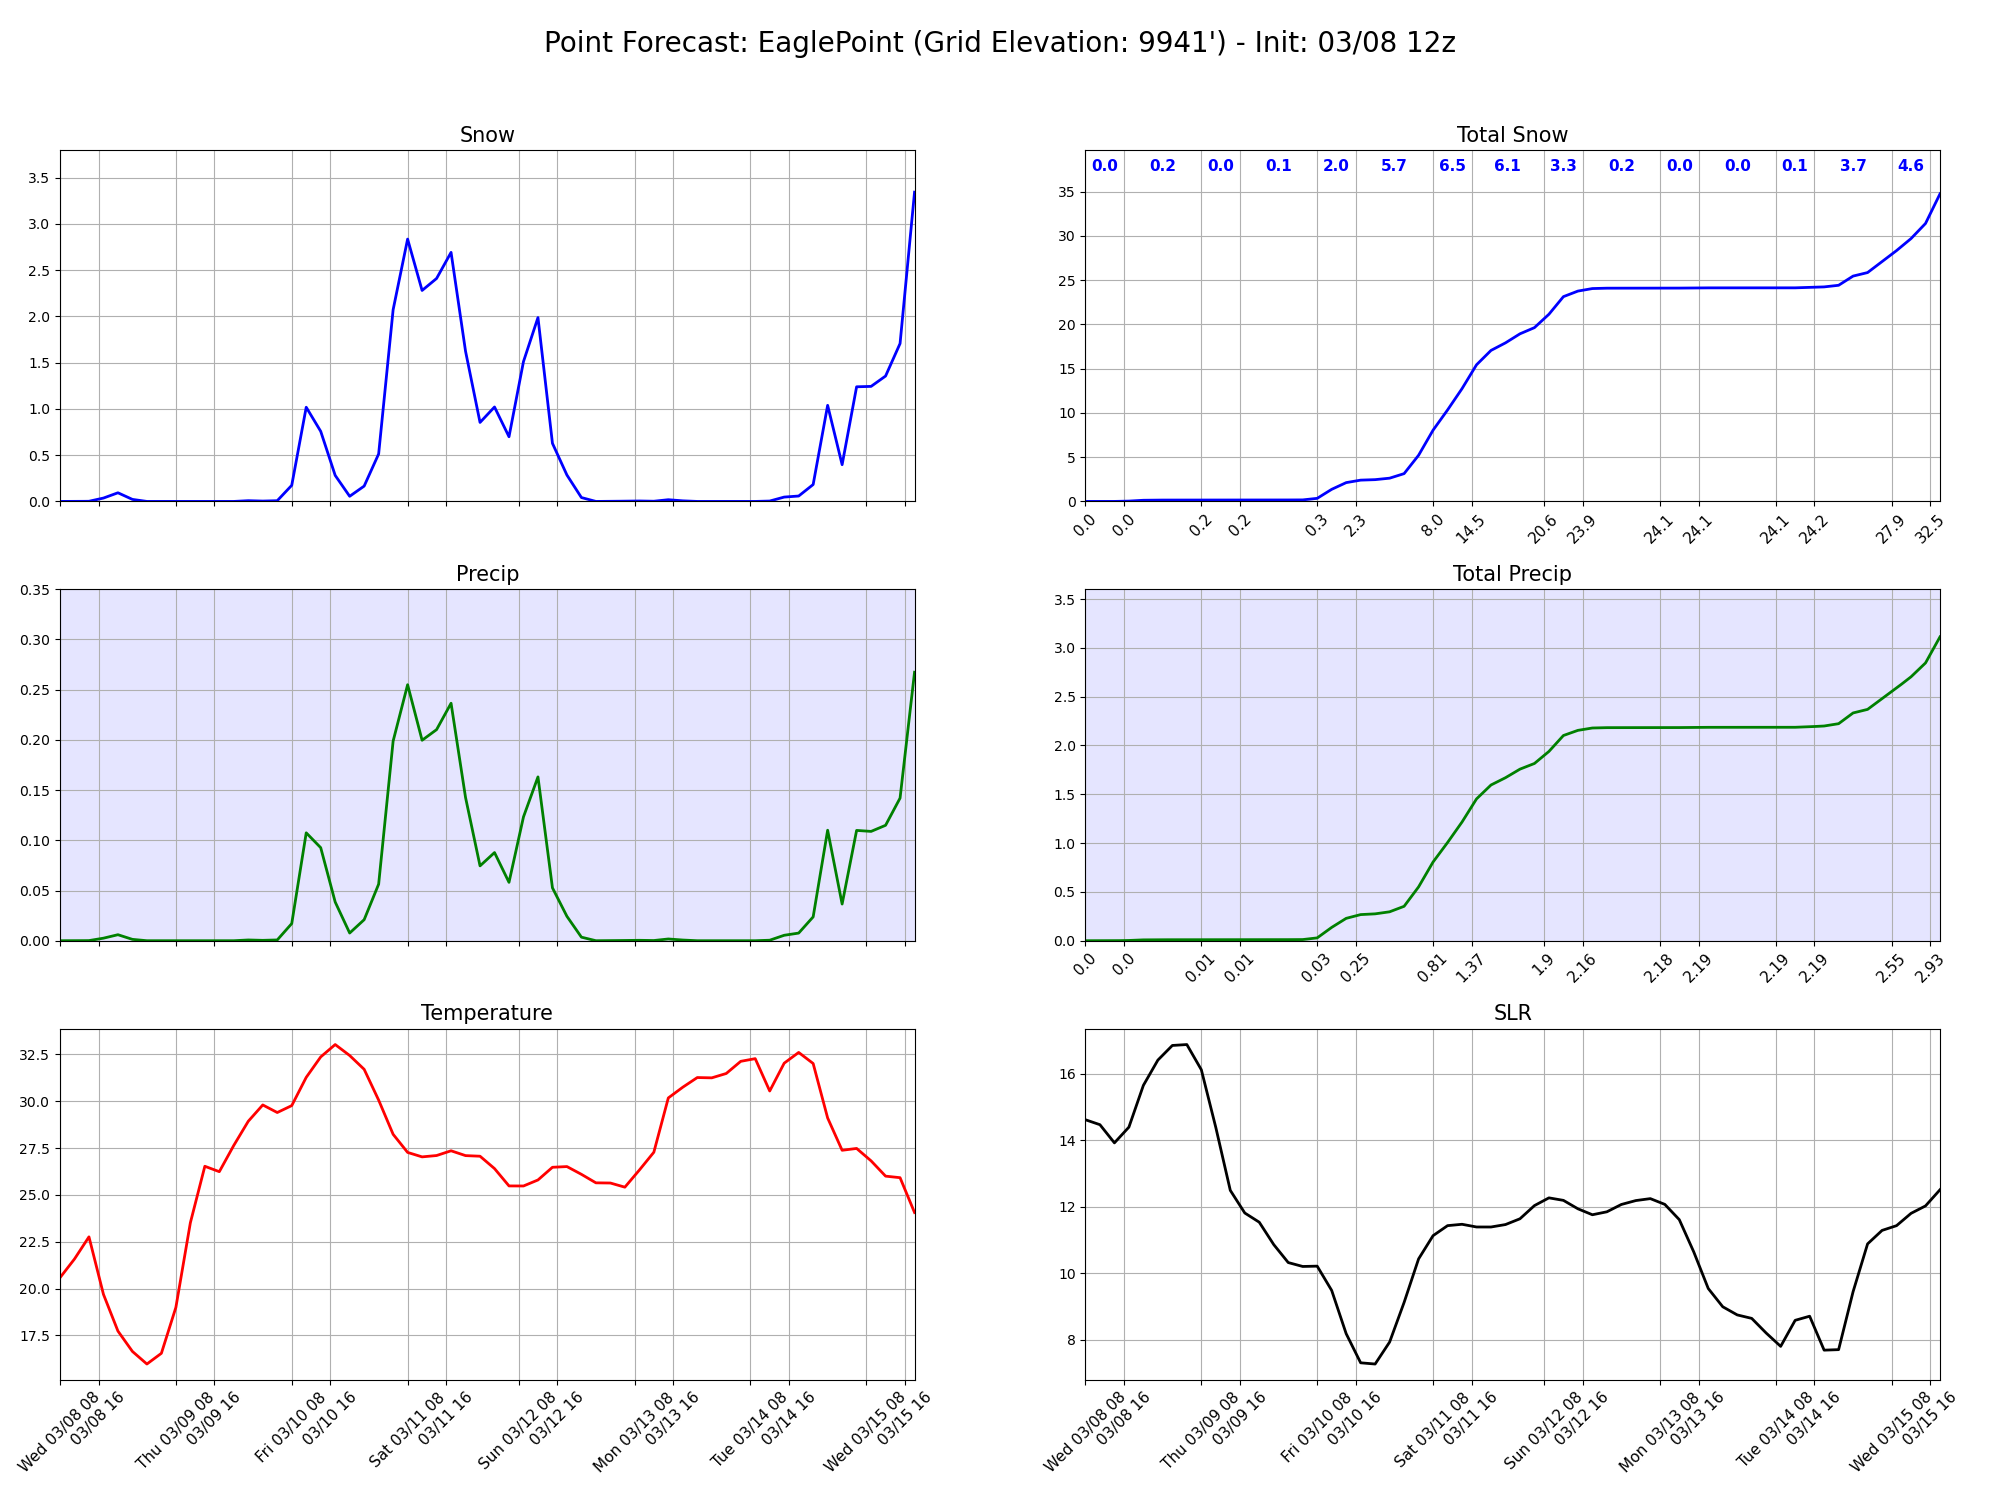 Point Forecast: EaglePoint (Grid Elevation: 9941') - Init: 03/08 12z
Snow
3.5
3.0
2.5
2.0
1.5
1.0
0.5
0.0
Total Snow
0.0 0.2 0.0 0.1 2.0 5.7 6.5 6.1 3.3 0.2 0.0 0.0 0.1 3.7 4.6
35
30
25
20
15
10
5
0
0.0 0.0 0.2 0.2 0.3 2.3 8.0 14.5 20.6 23.9 24.1 24.1 24.1 24.2 27.9 32.5
Precip
0.35
0.30
0.25
0.20
0.15
0.10
0.05
0.00
Total Precip
3.5
3.0
2.5
2.0
1.5
1.0
0.5
0.0
0.0 0.0 0.01 0.01 0.03 0.25 0.81 1.37 1.9 2.16 2.18 2.19 2.19 2.19 2.55 2.93
Temperature
32.5
30.0
27.5
25.0
22.5
20.0
17.5
Wed 03/08 08
03/08 16
Thu 03/09 08
03/09 16
Fri 03/10 08
03/10 16
Sat 03/11 08
03/11 16
Sun 03/12 08
03/12 16
Mon 03/13 08
03/13 16
Tue 03/14 08
03/14 16
Wed 03/15 08
03/15 16
SLR
16
14
12
10
8
Wed 03/08 08
03/08 16
Thu 03/09 08
03/09 16
Fri 03/10 08
03/10 16
Sat 03/11 08
03/11 16
Sun 03/12 08
03/12 16
Mon 03/13 08
03/13 16
Tue 03/14 08
03/14 16
Wed 03/15 08
03/15 16